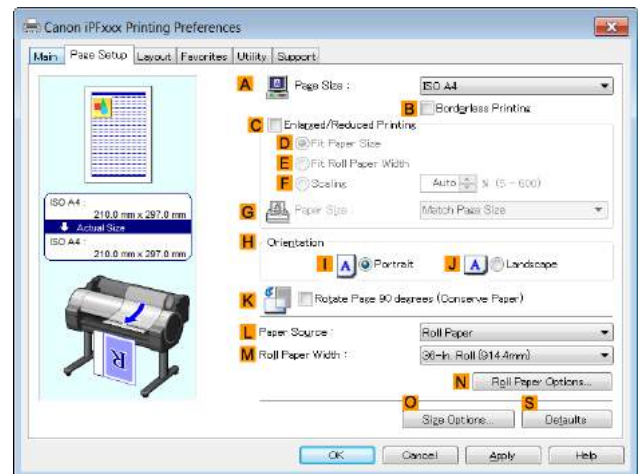 Canon iPFxxx Printing Preferences
Main Page Setup Layout Favorites Utility Support
A Page Size : ISO A4
B Borderless Printing
C Enlarged/Reduced Printing
D Fit Paper Size
E Fit Roll Paper Width
F Scaling Auto % (5 - 600)
G Paper Size : Match Page Size
ISO A4 :
210.0 mm x 297.0 mm
Actual Size
ISO A4 :
210.0 mm x 297.0 mm
H Orientation
I A Portrait J A Landscape
K Rotate Page 90 degrees (Conserve Paper)
L Paper Source : Roll Paper
M Roll Paper Width : 36-in. Roll (914.4mm)
N Roll Paper Options...
O S
Size Options... Defaults
R
OK Cancel Apply Help